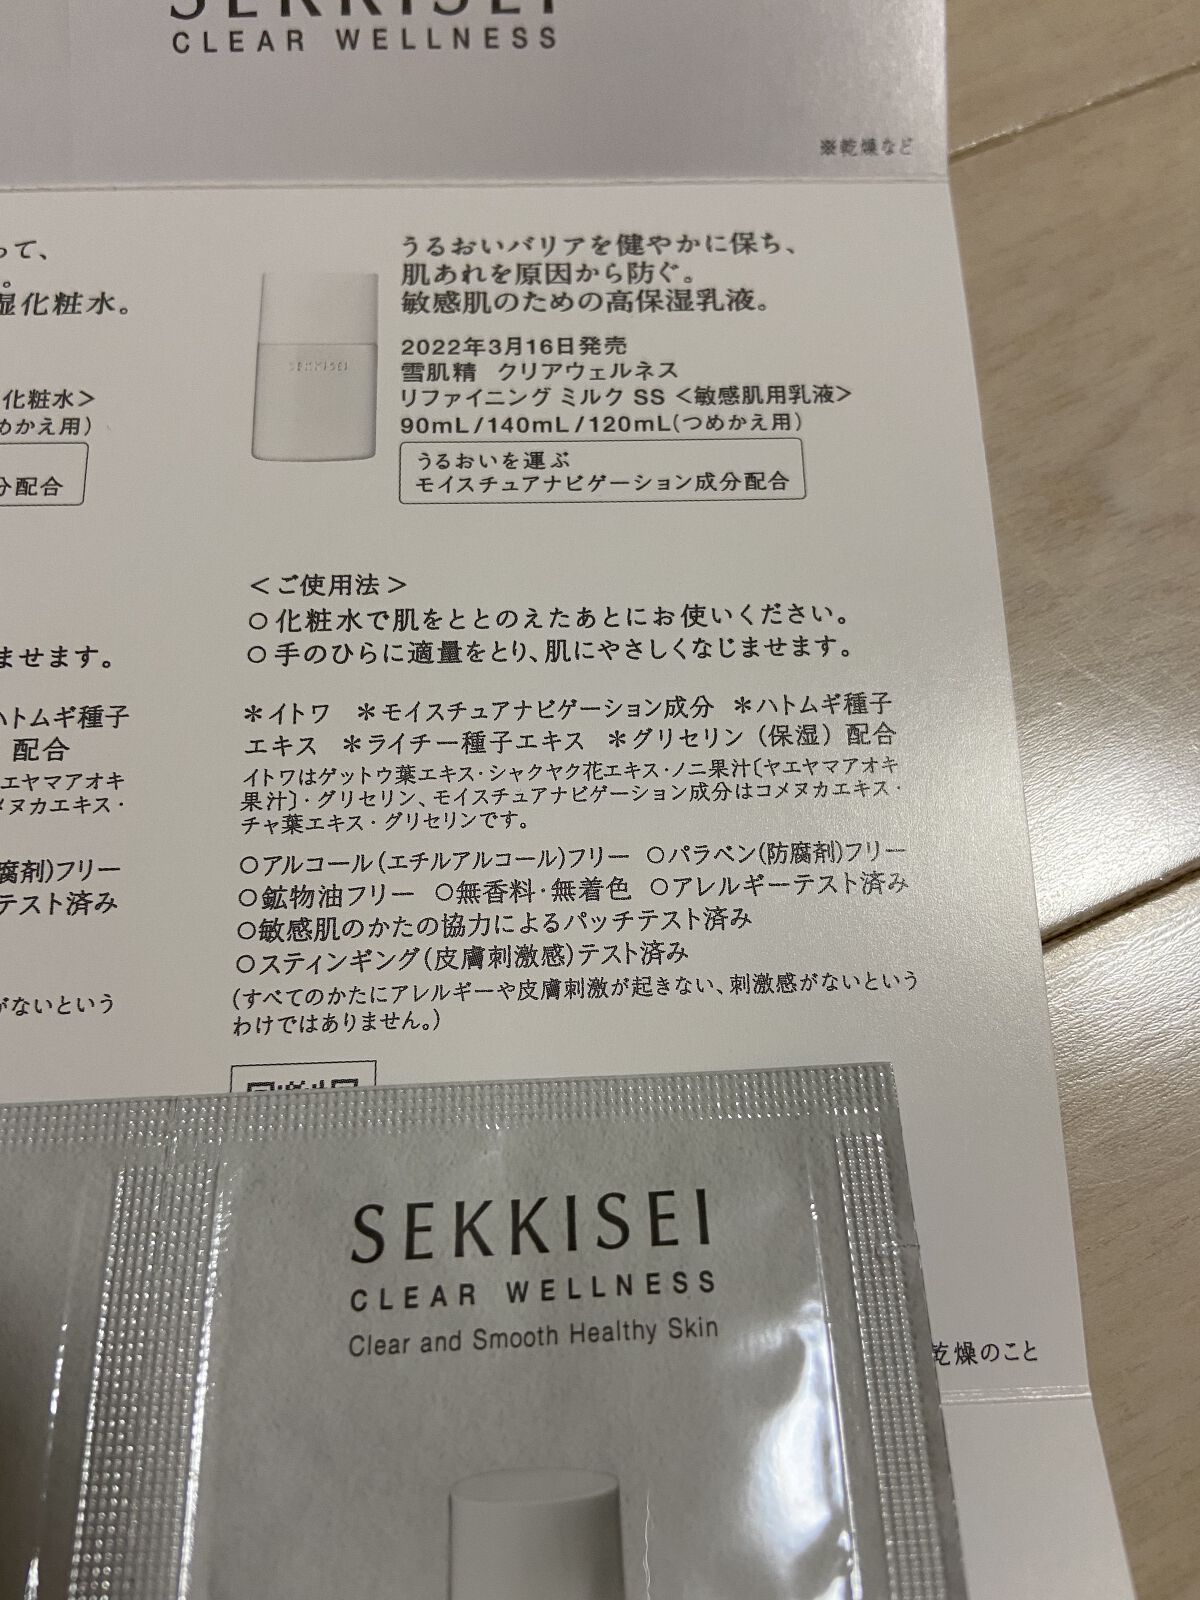 SEKKISEI
CLEAR WELLNESS
※乾燥など
って、
。
湿化粧水。
化粧水＞
めかえ用)
分配合
ませます。
ハトムギ種子
配合
エヤマアオキ
メヌカエキス・
腐剤)フリー
テスト済み
がないという
うるおいバリアを健やかに保ち、
肌あれを原因から防ぐ。
敏感肌のための高保湿乳液。
SEKKISEI
2022年3月16日発売
雪肌精 クリアウェルネス
リファイニング ミルク SS ＜敏感肌用乳液＞
90mL/140mL/120mL(つめかえ用)
うるおいを運ぶ
モイスチュアナビゲーション成分配合
＜ご使用法＞
○化粧水で肌をととのえたあとにお使いください。
○手のひらに適量をとり、肌にやさしくなじませます。
＊イトワ ＊モイスチュアナビゲーション成分 ＊ハトムギ種子
エキス ＊ライチー種子エキス ＊グリセリン（保湿）配合
イトワはゲットウ葉エキス・シャクヤク花エキス・ノニ果汁〔ヤエヤマアオキ
果汁〕・グリセリン、モイスチュアナビゲーション成分はコメヌカエキス・
チャ葉エキス・グリセリンです。
○アルコール(エチルアルコール)フリー ○パラベン(防腐剤)フリー
○鉱物油フリー ○無香料・無着色 ○アレルギーテスト済み
○敏感肌のかたの協力によるパッチテスト済み
○スティンギング(皮膚刺激感)テスト済み
(すべてのかたにアレルギーや皮膚刺激が起きない、刺激感がないという
わけではありません。)
SEKKISEI
CLEAR WELLNESS
Clear and Smooth Healthy Skin
乾燥のこと